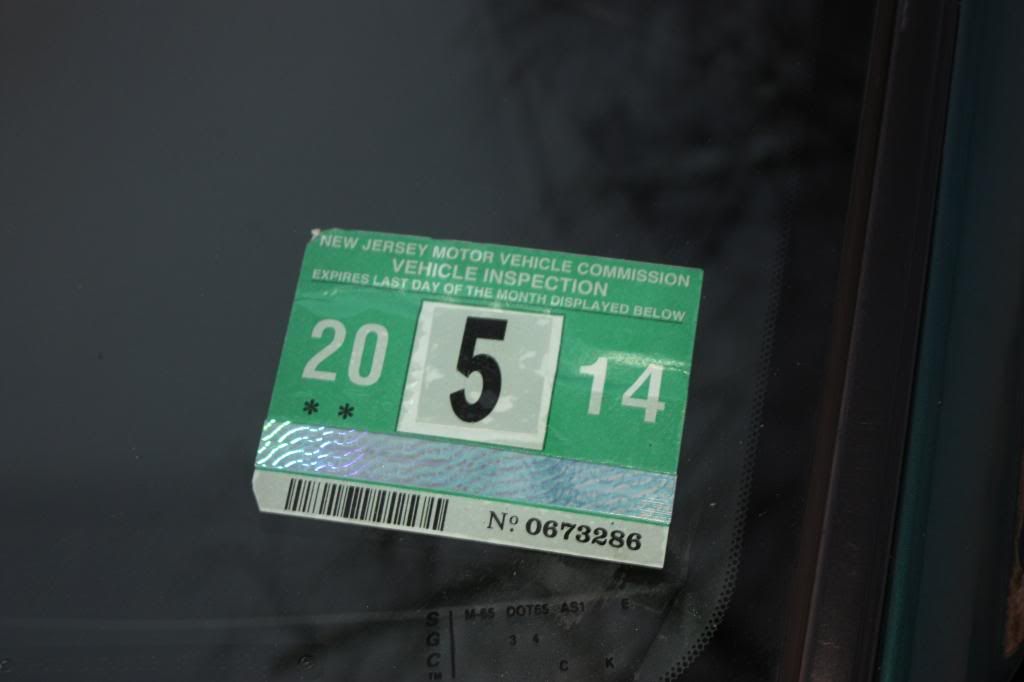 NEW JERSEY MOTOR VEHICLE COMMISSION
VEHICLE INSPECTION
EXPIRES LAST DAY OF THE MONTH DISPLAYED BELOW
20 5 14
**
Nº 0673286
SGC™
M-65 DOT65 AS1 E
3 4
C K